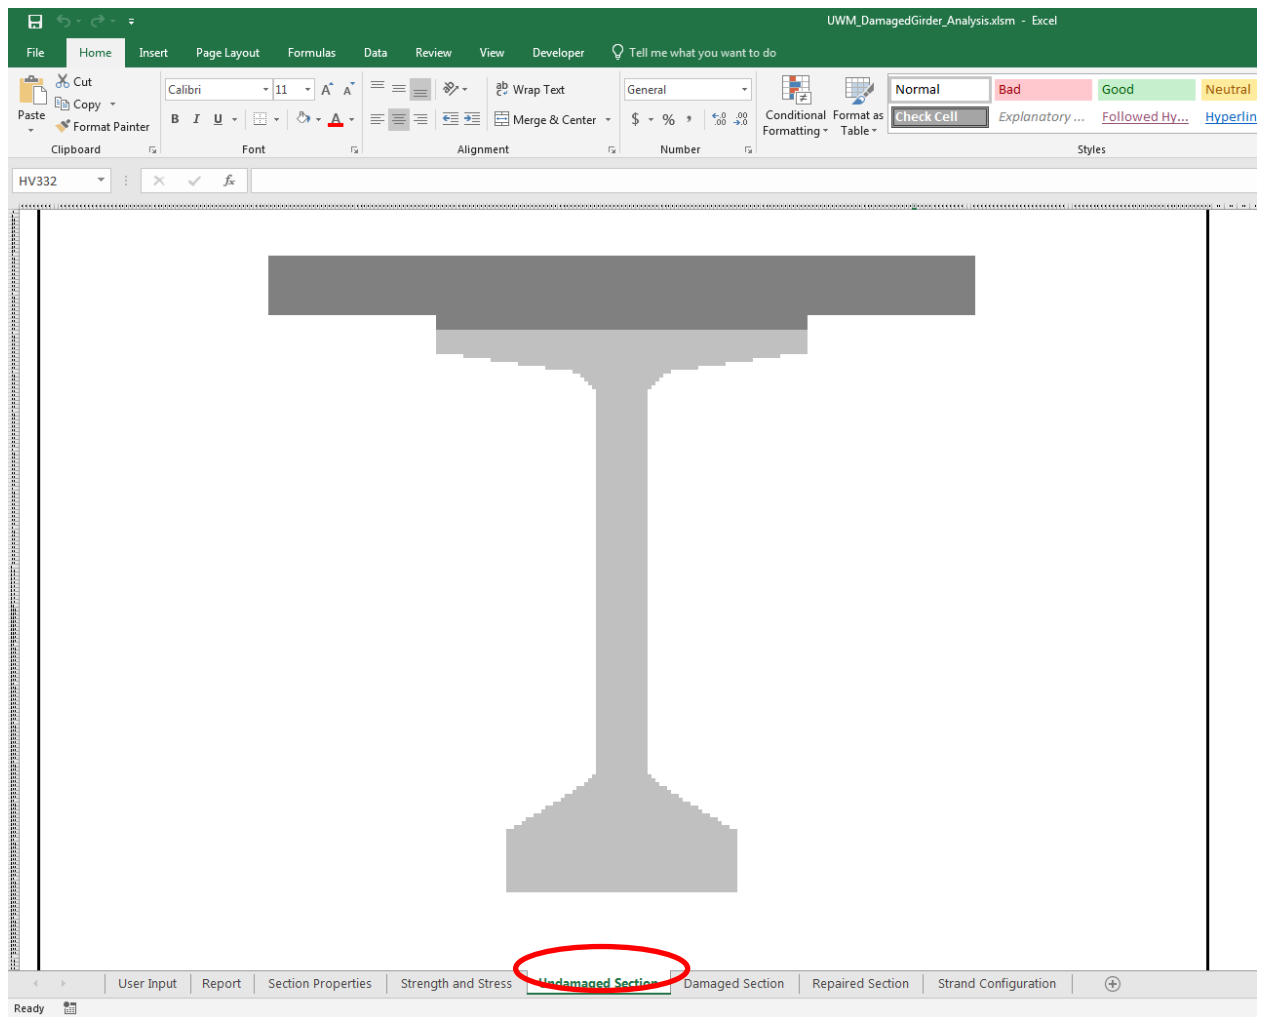 UWM_DamagedGirder_Analysis.xlsm - Excel
File Home Insert Page Layout Formulas Data Review View Developer Tell me what you want to do
Cut
Copy
Format Painter
Paste
Clipboard
Calibri 11
B I U
Font
Wrap Text
Merge & Center
Alignment
General
$ % ,
Number
Conditional Formatting
Format as Table
Normal Bad Good Neutral
Check Cell Explanatory ... Followed Hy... Hyperlin
Styles
HV332 fx
User Input Report Section Properties Strength and Stress Undamaged Section Damaged Section Repaired Section Strand Configuration
Ready